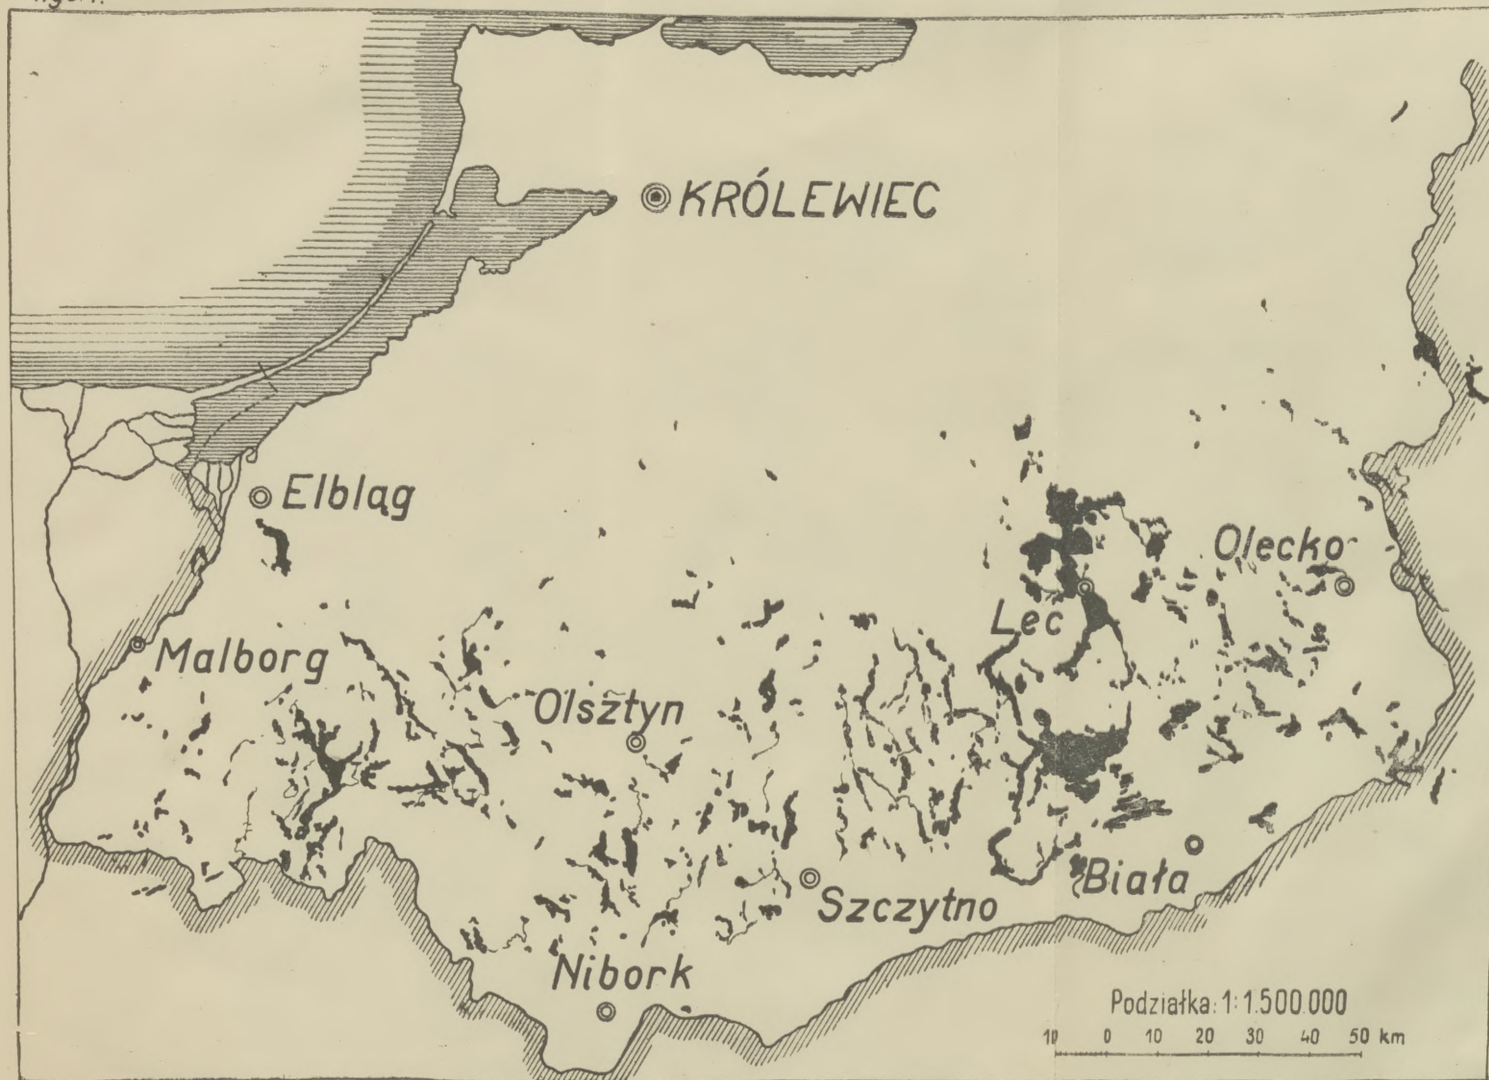 KRÓLEWIEC
Elbląg
Olecko
Lec
Malborg
Olsztyn
Biała
Szczytno
Nibork
Podziałka: 1:1.500.000
10 0 10 20 30 40 50 km